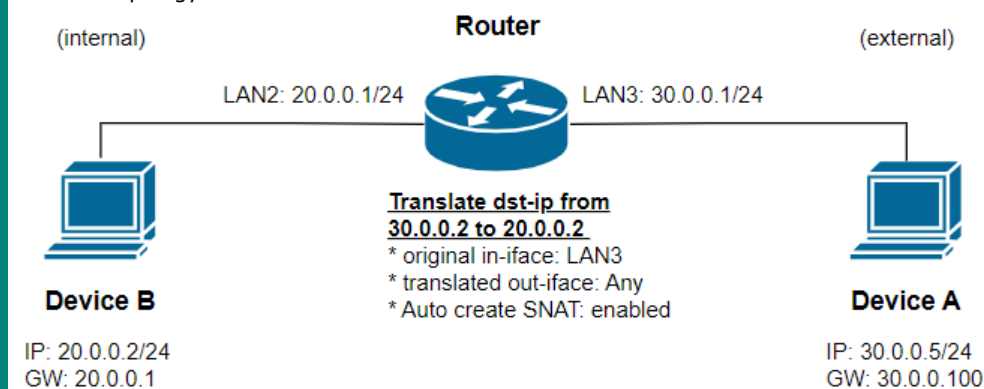 Router
(internal)
(external)
LAN2: 20.0.0.1/24
LAN3: 30.0.0.1/24
Translate dst-ip from
30.0.0.2 to 20.0.0.2
* original in-iface: LAN3
* translated out-iface: Any
* Auto create SNAT: enabled
Device B
IP: 20.0.0.2/24
GW: 20.0.0.1
Device A
IP: 30.0.0.5/24
GW: 30.0.0.100